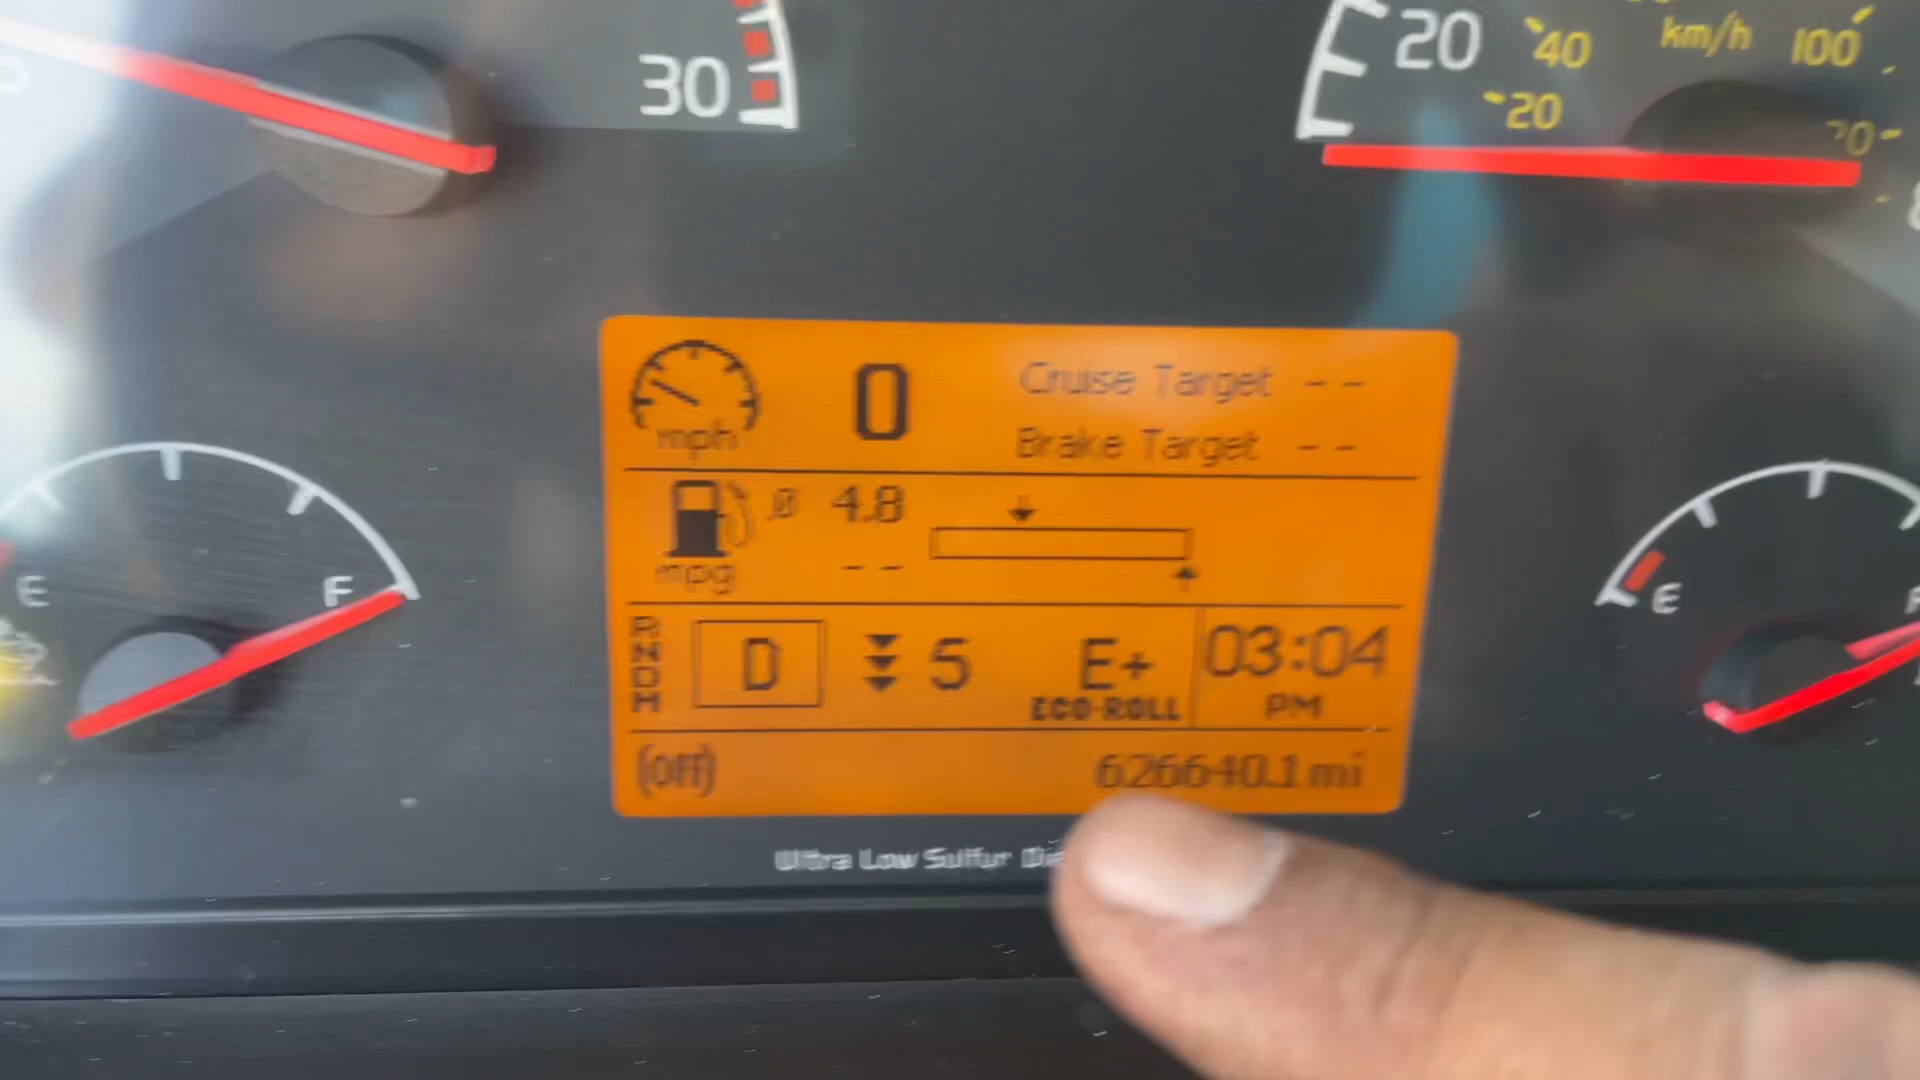 30
20 40 km/h 100
20
0 Cruise Target --
mph Brake Target --
4.8
mpg --
E F
E
R N D M D 5 E+ 03:04
ECO-ROLL PM
(Off) 626640.1 mi
Ultra Low Sulfur